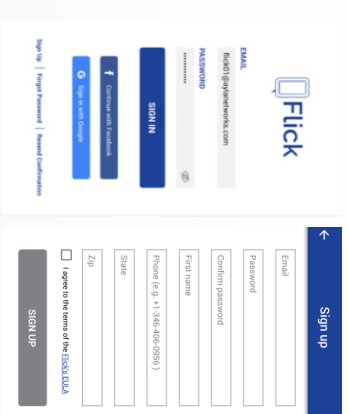 Flick
EMAIL
flick01@aylanetworks.com
PASSWORD
••••••••••••
SIGN IN
f Continue with Facebook
G Sign in with Google
Sign Up | Forgot Password | Resend Confirmation
← Sign up
Email
Password
Confirm password
First name
Phone (e.g. +1-346-406-0956 )
State
Zip
I agree to the terms of the Flick's EULA
SIGN UP